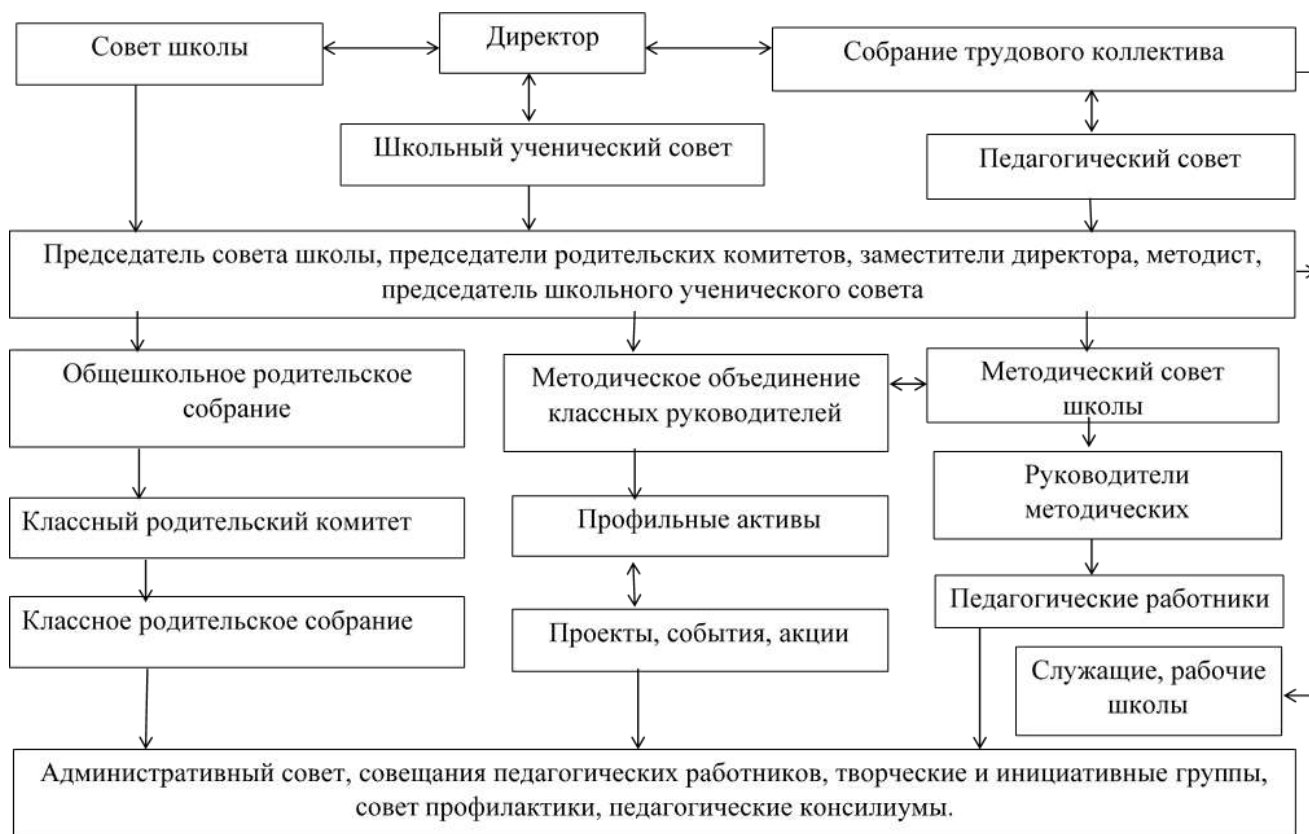 Совет школы
Директор
Собрание трудового коллектива
Школьный ученический совет
Педагогический совет
Председатель совета школы, председатели родительских комитетов, заместители директора, методист,
председатель школьного ученического совета
Общешкольное родительское
собрание
Методическое объединение
классных руководителей
Методический совет
школы
Руководители
методических
Классный родительский комитет
Профильные активы
Педагогические работники
Классное родительское собрание
Проекты, события, акции
Служащие, рабочие
школы
Административный совет, совещания педагогических работников, творческие и инициативные группы,
совет профилактики, педагогические консилиумы.